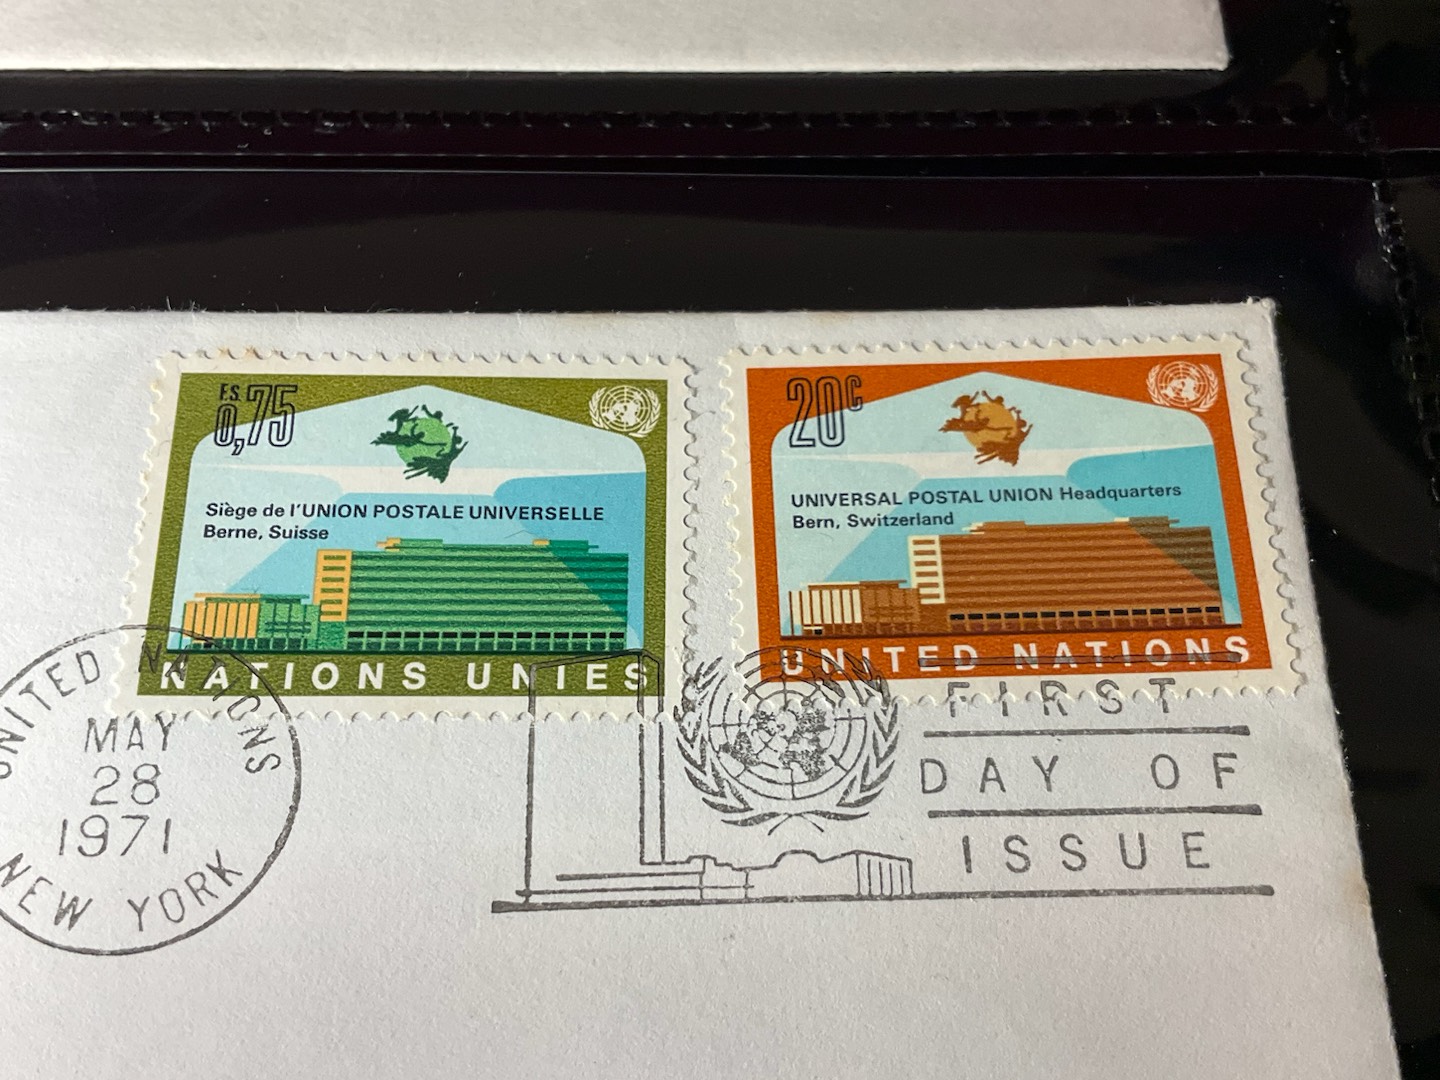 F.S.
0,75
Siège de l'UNION POSTALE UNIVERSELLE
Berne, Suisse
NATIONS UNIES
20c
UNIVERSAL POSTAL UNION Headquarters
Bern, Switzerland
UNITED NATIONS
UNITED NATIONS
MAY
28
1971
NEW YORK
FIRST
DAY OF
ISSUE